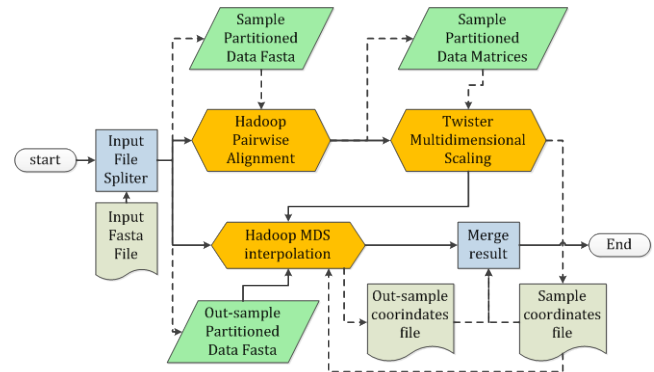 Sample
Partitioned
Data Fasta
Sample
Partitioned
Data Matrices
Hadoop
Pairwise
Alignment
Twister
Multidimensional
Scaling
start
Input
File
Spliter
Input
Fasta
File
Hadoop MDS
interpolation
Merge
result
End
Out-sample
Partitioned
Data Fasta
Out-sample
coorindates
file
Sample
coordinates
file